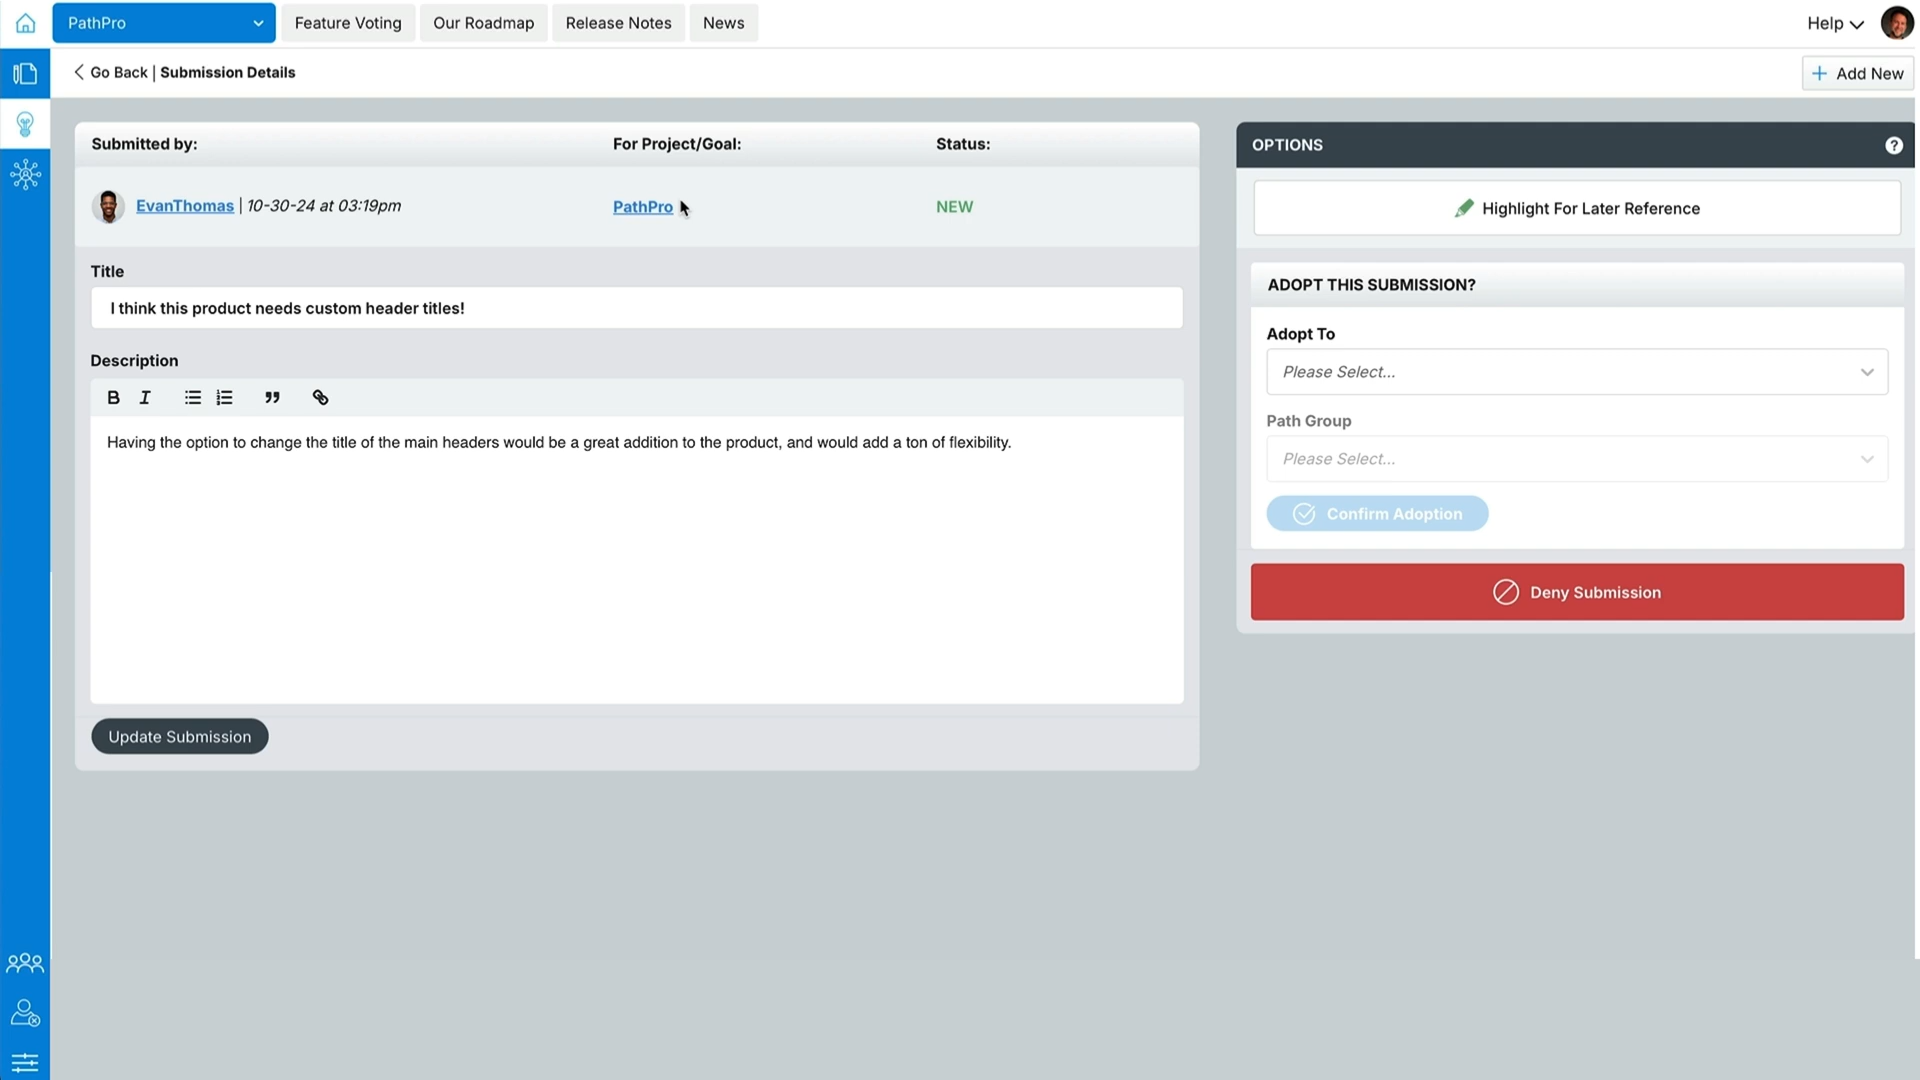 PathPro
Feature Voting
Our Roadmap
Release Notes
News
Help
Go Back | Submission Details
Add New
Submitted by:
For Project/Goal:
Status:
EvanThomas | 10-30-24 at 03:19pm
PathPro
NEW
Title
I think this product needs custom header titles!
Description
B I
Having the option to change the title of the main headers would be a great addition to the product, and would add a ton of flexibility.
Update Submission
OPTIONS
?
Highlight For Later Reference
ADOPT THIS SUBMISSION?
Adopt To
Please Select...
Path Group
Please Select...
Confirm Adoption
Deny Submission